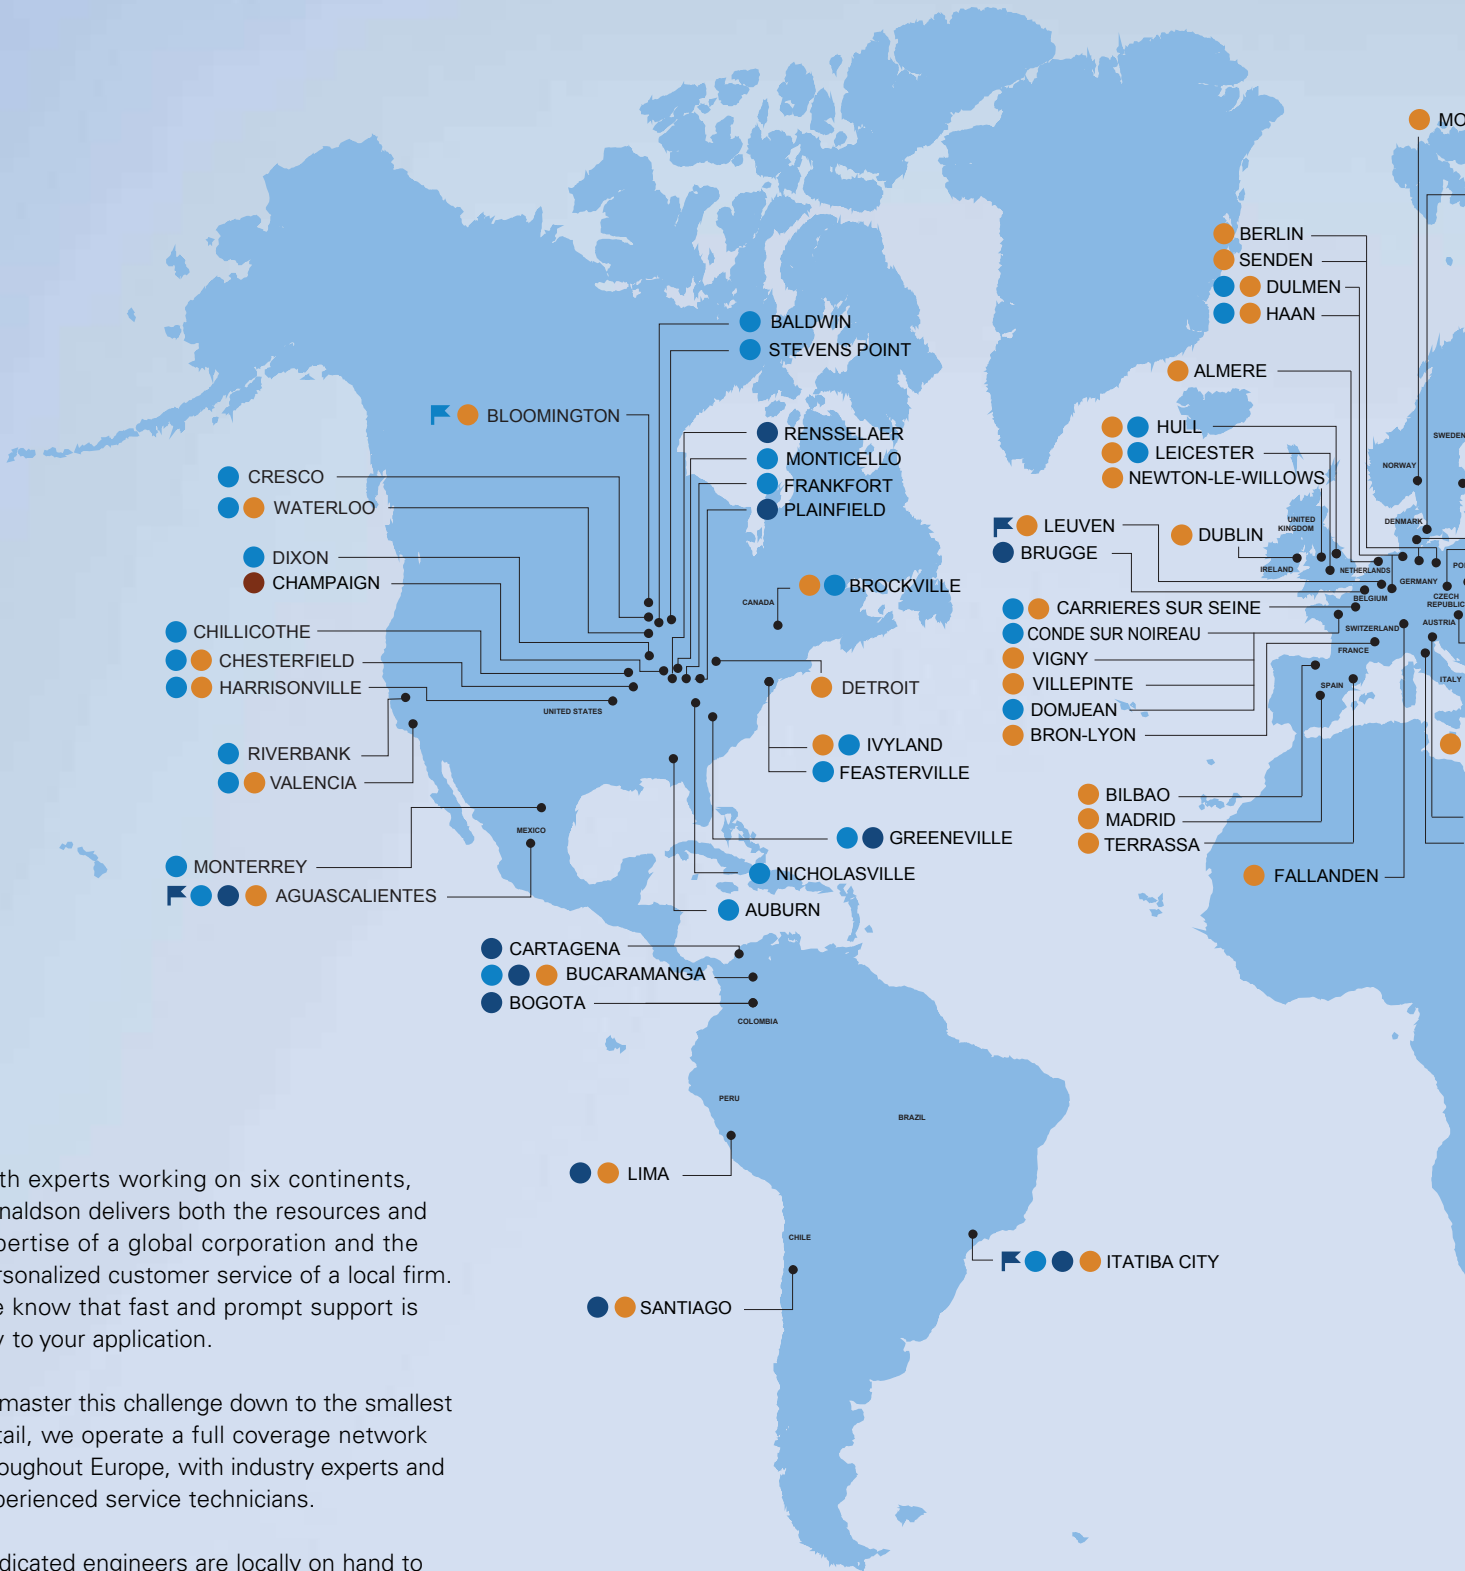 MO
BERLIN
SENDEN
DULMEN
HAAN
BALDWIN
STEVENS POINT
ALMERE
BLOOMINGTON
RENSSELAER
MONTICELLO
FRANKFORT
PLAINFIELD
HULL
LEICESTER
NEWTON-LE-WILLOWS
SWEDEN
NORWAY
CRESCO
WATERLOO
DIXON
CHAMPAIGN
LEUVEN
BRUGGE
DUBLIN
UNITED
KINGDOM
DENMARK
IRELAND
NETHERLANDS
GERMANY
PO
BELGIUM
CZECH
REPUBLIC
BROCKVILLE
CANADA
CARRIERES SUR SEINE
CONDE SUR NOIREAU
VIGNY
VILLEPINTE
DOMJEAN
BRON-LYON
AUSTRIA
SWITZERLAND
FRANCE
SPAIN
ITALY
CHILLICOTHE
CHESTERFIELD
HARRISONVILLE
UNITED STATES
DETROIT
RIVERBANK
VALENCIA
IVYLAND
FEASTERVILLE
BILBAO
MADRID
TERRASSA
MEXICO
GREENEVILLE
MONTERREY
AGUASCALIENTES
NICHOLASVILLE
AUBURN
FALLANDEN
CARTAGENA
BUCARAMANGA
BOGOTA
COLOMBIA
PERU
BRAZIL
LIMA
CHILE
ITATIBA CITY
SANTIAGO
th experts working on six continents,
naldson delivers both the resources and
pertise of a global corporation and the
rsonalized customer service of a local firm.
e know that fast and prompt support is
y to your application.
master this challenge down to the smallest
tail, we operate a full coverage network
oughout Europe, with industry experts and
perienced service technicians.
dicated engineers are locally on hand to